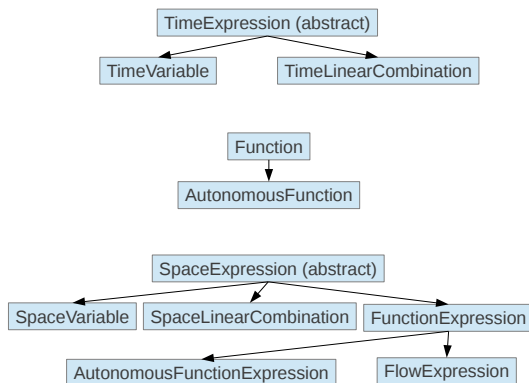 TimeExpression (abstract)
TimeVariable
TimeLinearCombination
Function
AutonomousFunction
SpaceExpression (abstract)
SpaceVariable
SpaceLinearCombination
FunctionExpression
AutonomousFunctionExpression
FlowExpression